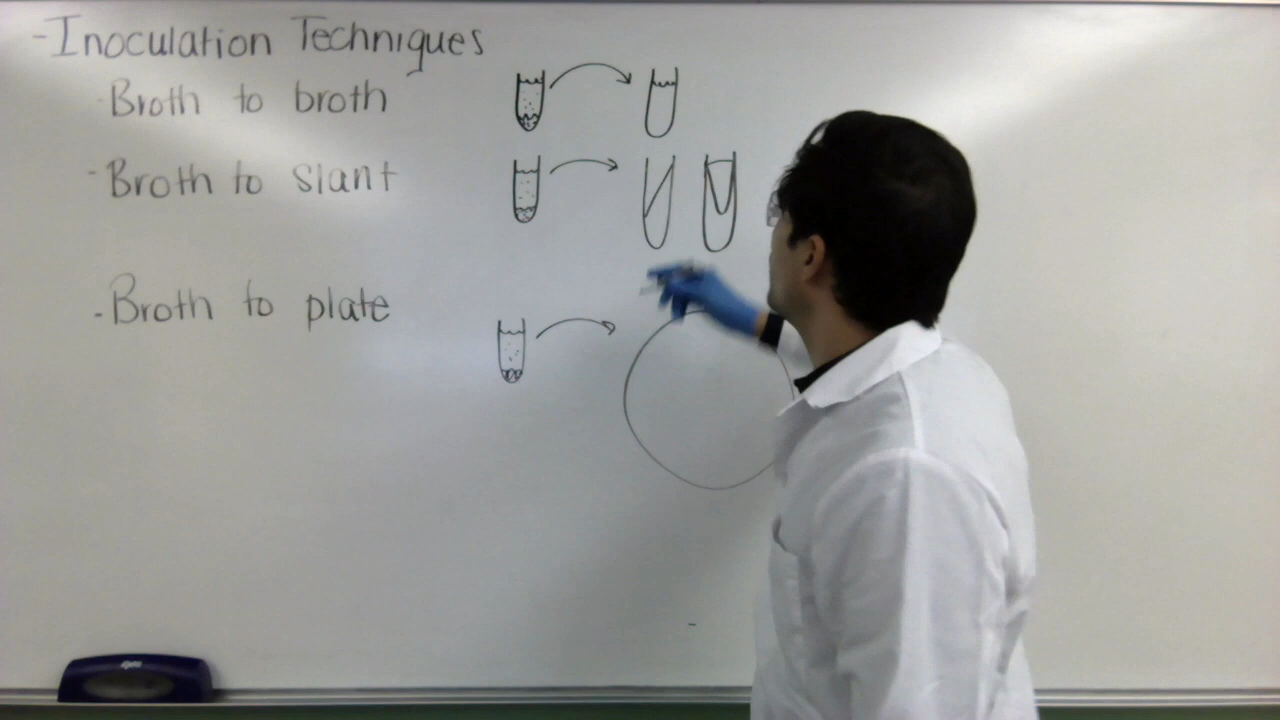 - Inoculation Techniques
- Broth to broth
- Broth to slant
- Broth to plate